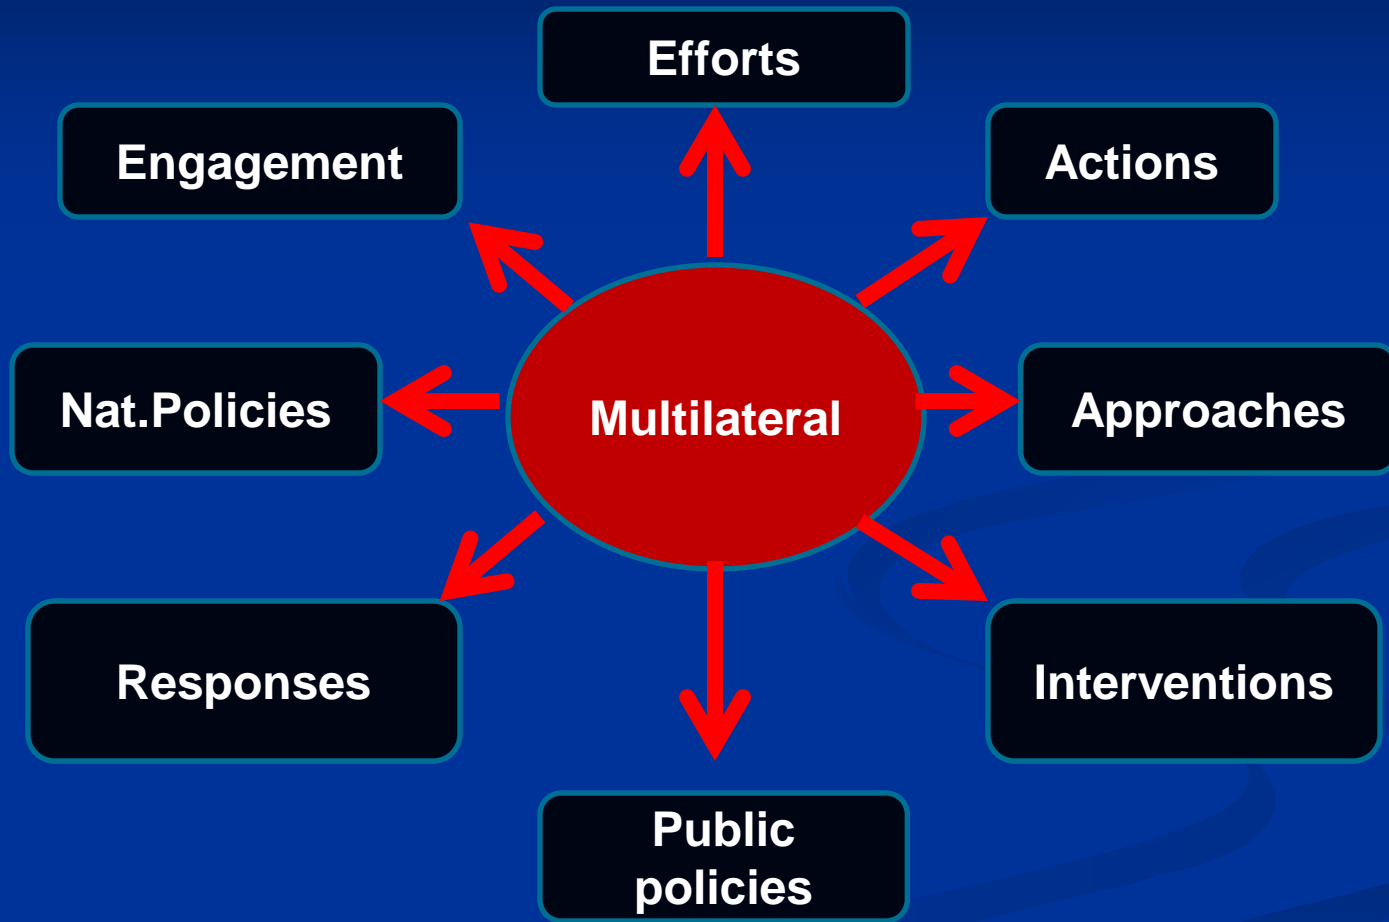 Efforts
Engagement
Actions
Nat.Policies
Multilateral
Approaches
Responses
Interventions
Public
policies